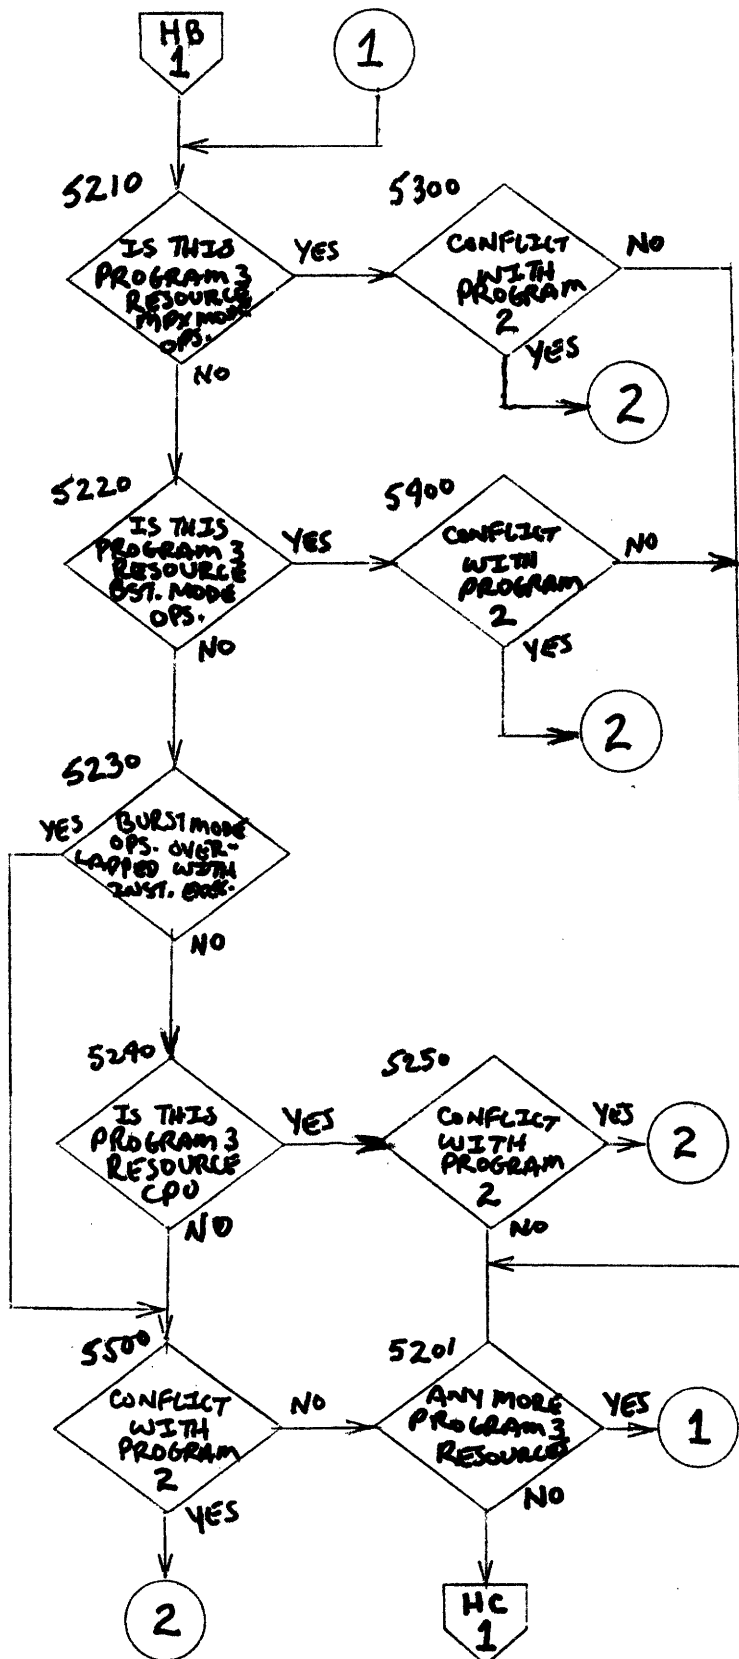 HB
1
1
5210
IS THIS
PROGRAM 3
RESOURCE
MPX MODE
OPS.
YES
NO
5300
CONFLICT
WITH
PROGRAM
2
NO
YES
2
5220
IS THIS
PROGRAM 3
RESOURCE
BST. MODE
OPS.
YES
NO
5400
CONFLICT
WITH
PROGRAM
2
NO
YES
2
5230
YES
BURST MODE
OPS. OVER-
LAPPED WITH
INST.
NO
5240
IS THIS
PROGRAM 3
RESOURCE
CPU
YES
NO
5250
CONFLICT
WITH
PROGRAM
2
YES
2
NO
5500
CONFLICT
WITH
PROGRAM
2
NO
YES
2
5201
ANY MORE
PROGRAM 3
RESOURCES
YES
1
NO
HC
1